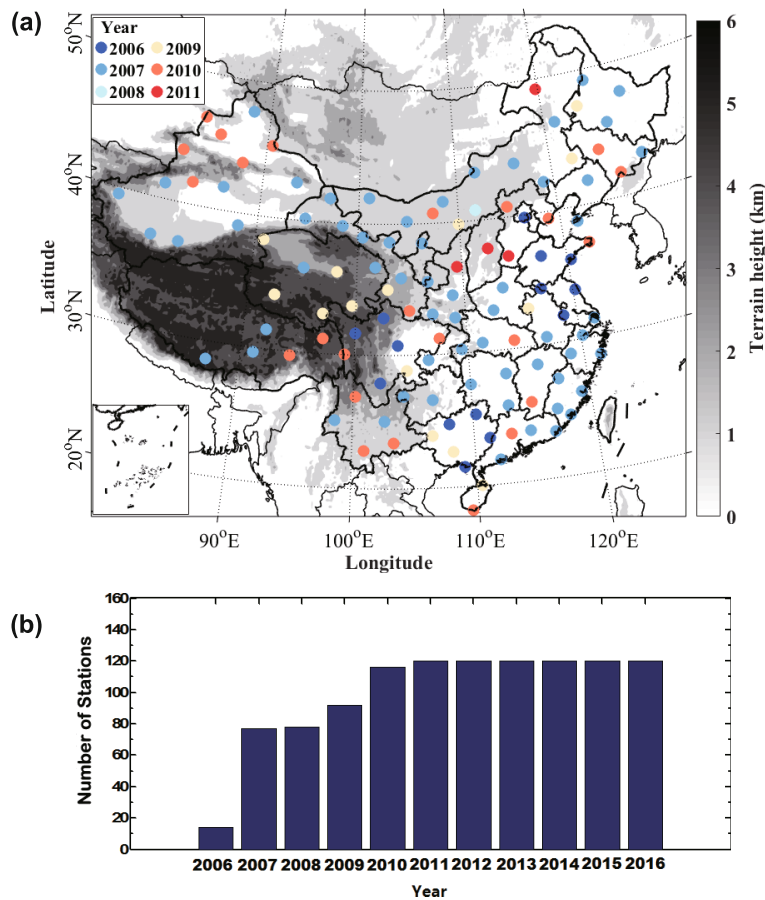 (a)
Year
2006 2009
2007 2010
2008 2011
50°N
40°N
30°N
20°N
Latitude
90°E 100°E 110°E 120°E
Longitude
6
5
4
3
2
1
0
Terrain height (km)
(b)
160
140
120
100
80
60
40
20
0
Number of Stations
2006 2007 2008 2009 2010 2011 2012 2013 2014 2015 2016
Year